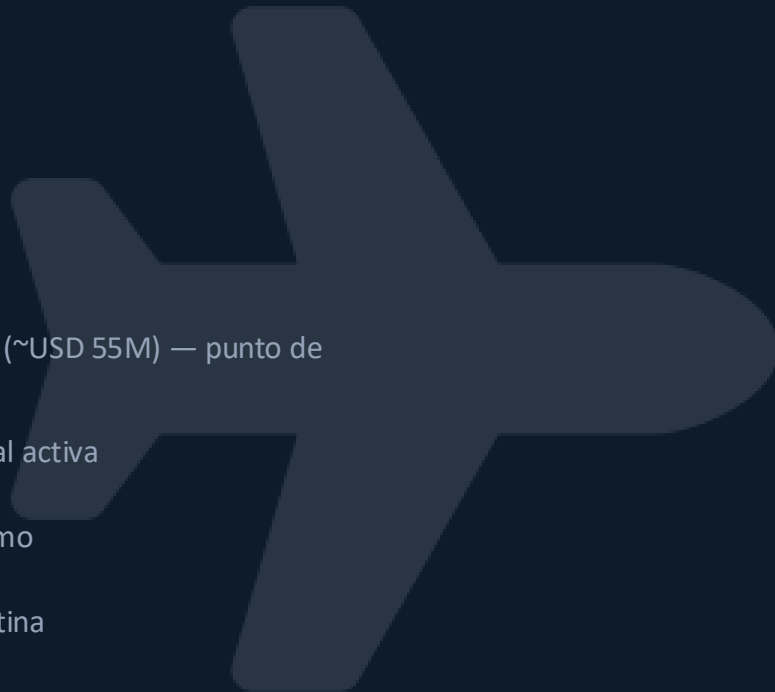 (~USD 55M) — punto de
al activa
mo
tina